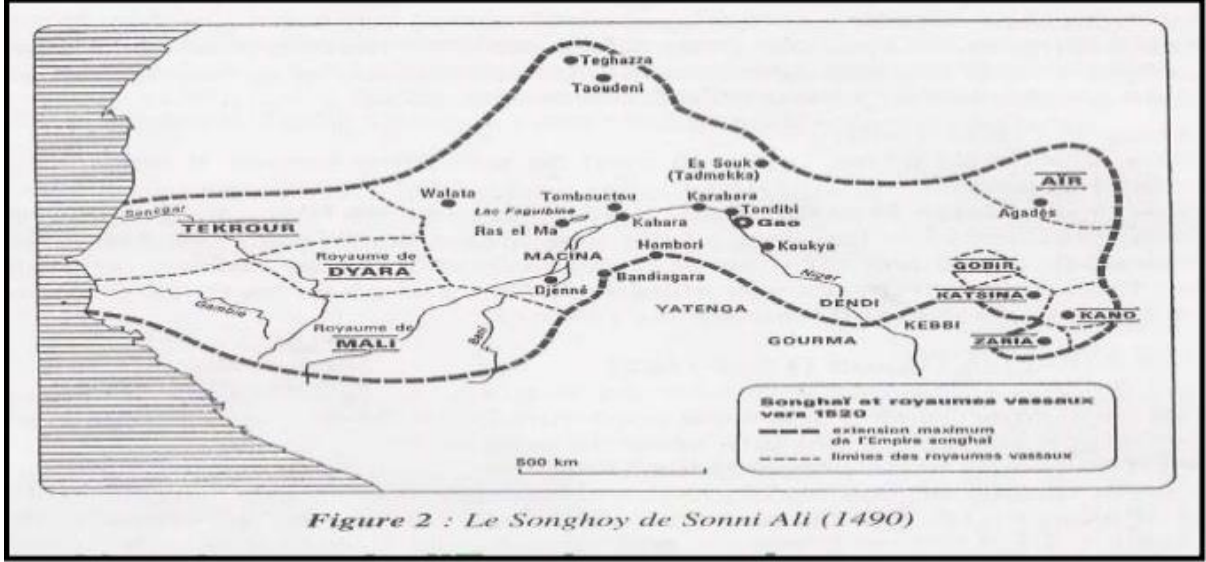 Teghazza
Taoudeni
Es Souk
(Tadmekka)
AÏR
Agadès
Walata
Tombouctou
Karabara
Lac Faguibine
Ras el Ma
Kabara
Tondibi
Gao
Sénégal
TEKROUR
Royaume de
DYARA
MACINA
Hombori
Koukya
GOBIR
Djenné
Bandiagara
Niger
KATSINA
Gambie
YATENGA
DENDI
KANO
Royaume de
MALI
Bani
GOURMA
KEBBI
ZARIA
Songhaï et royaumes vassaux
vers 1520
extension maximum
de l'Empire songhaï
limites des royaumes vassaux
500 km
Figure 2 : Le Songhoy de Sonni Ali (1490)